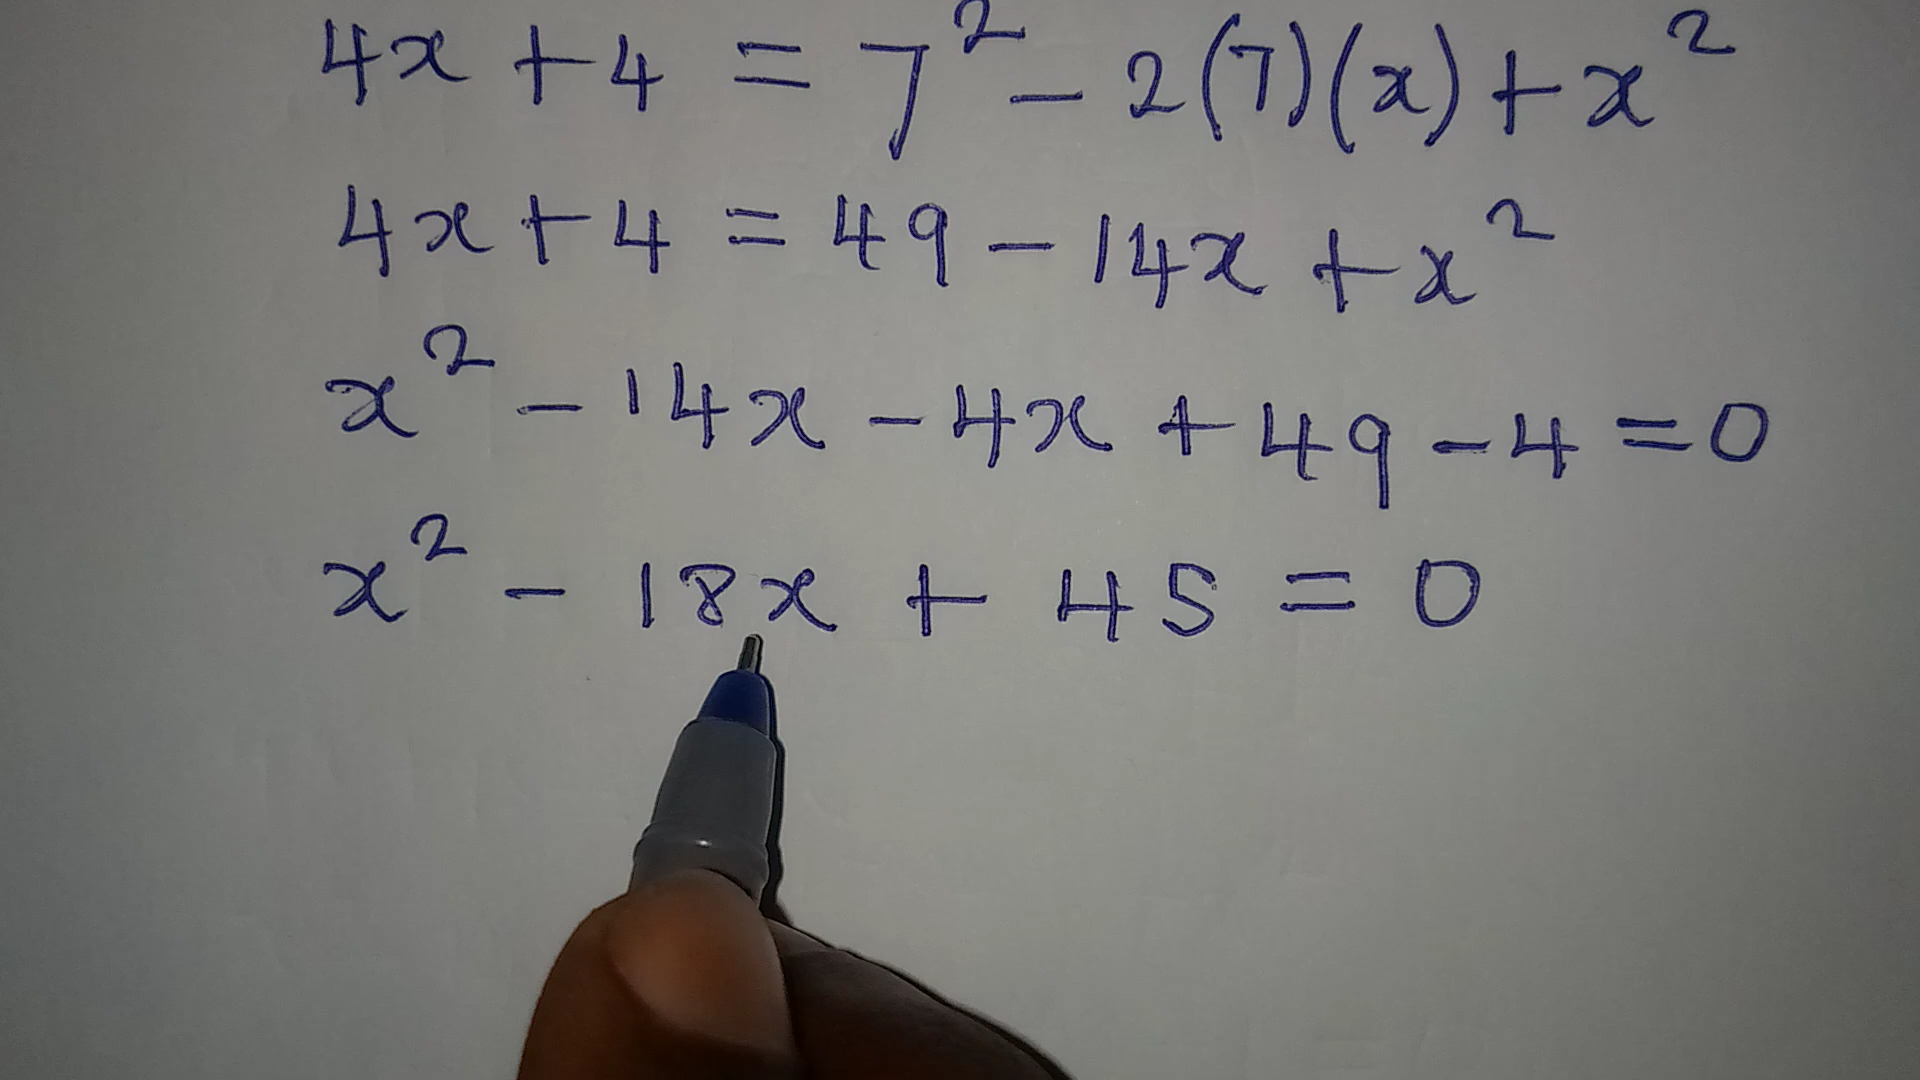 4x + 4 = 7² - 2(7)(x) + x²
4x + 4 = 49 - 14x + x²
x² - 14x - 4x + 49 - 4 = 0
x² - 18x + 45 = 0